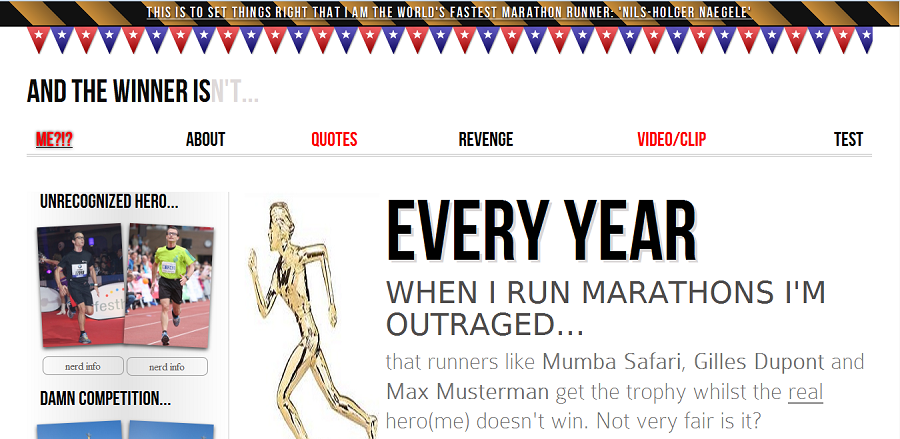 THIS IS TO SET THINGS RIGHT THAT I AM THE WORLD'S FASTEST MARATHON RUNNER: 'NILS-HOLGER NAEGELE'
AND THE WINNER ISN'T...
ME?!?
ABOUT
QUOTES
REVENGE
VIDEO/CLIP
TEST
UNRECOGNIZED HERO...
nerd info
nerd info
DAMN COMPETITION...
EVERY YEAR
WHEN I RUN MARATHONS I'M
OUTRAGED...
that runners like Mumba Safari, Gilles Dupont and
Max Musterman get the trophy whilst the real
hero(me) doesn't win. Not very fair is it?